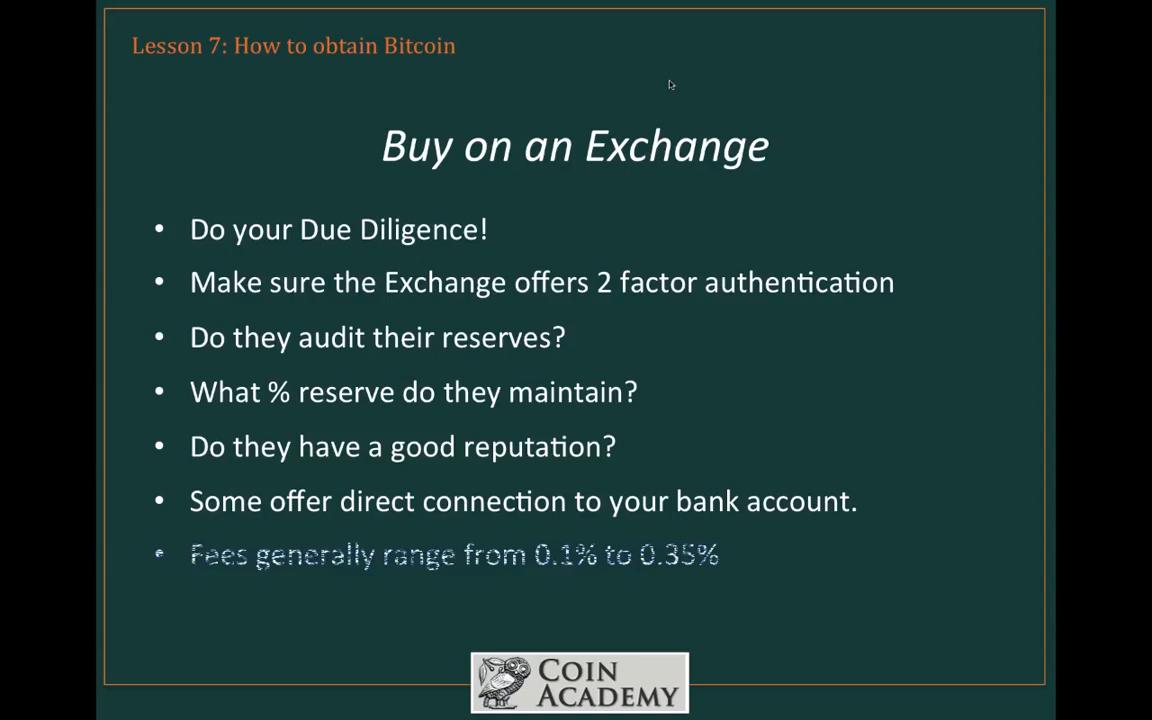 Lesson 7: How to obtain Bitcoin
Buy on an Exchange
• Do your Due Diligence!
• Make sure the Exchange offers 2 factor authentication
• Do they audit their reserves?
• What % reserve do they maintain?
• Do they have a good reputation?
• Some offer direct connection to your bank account.
• Fees generally range from 0.1% to 0.35%
COIN
ACADEMY